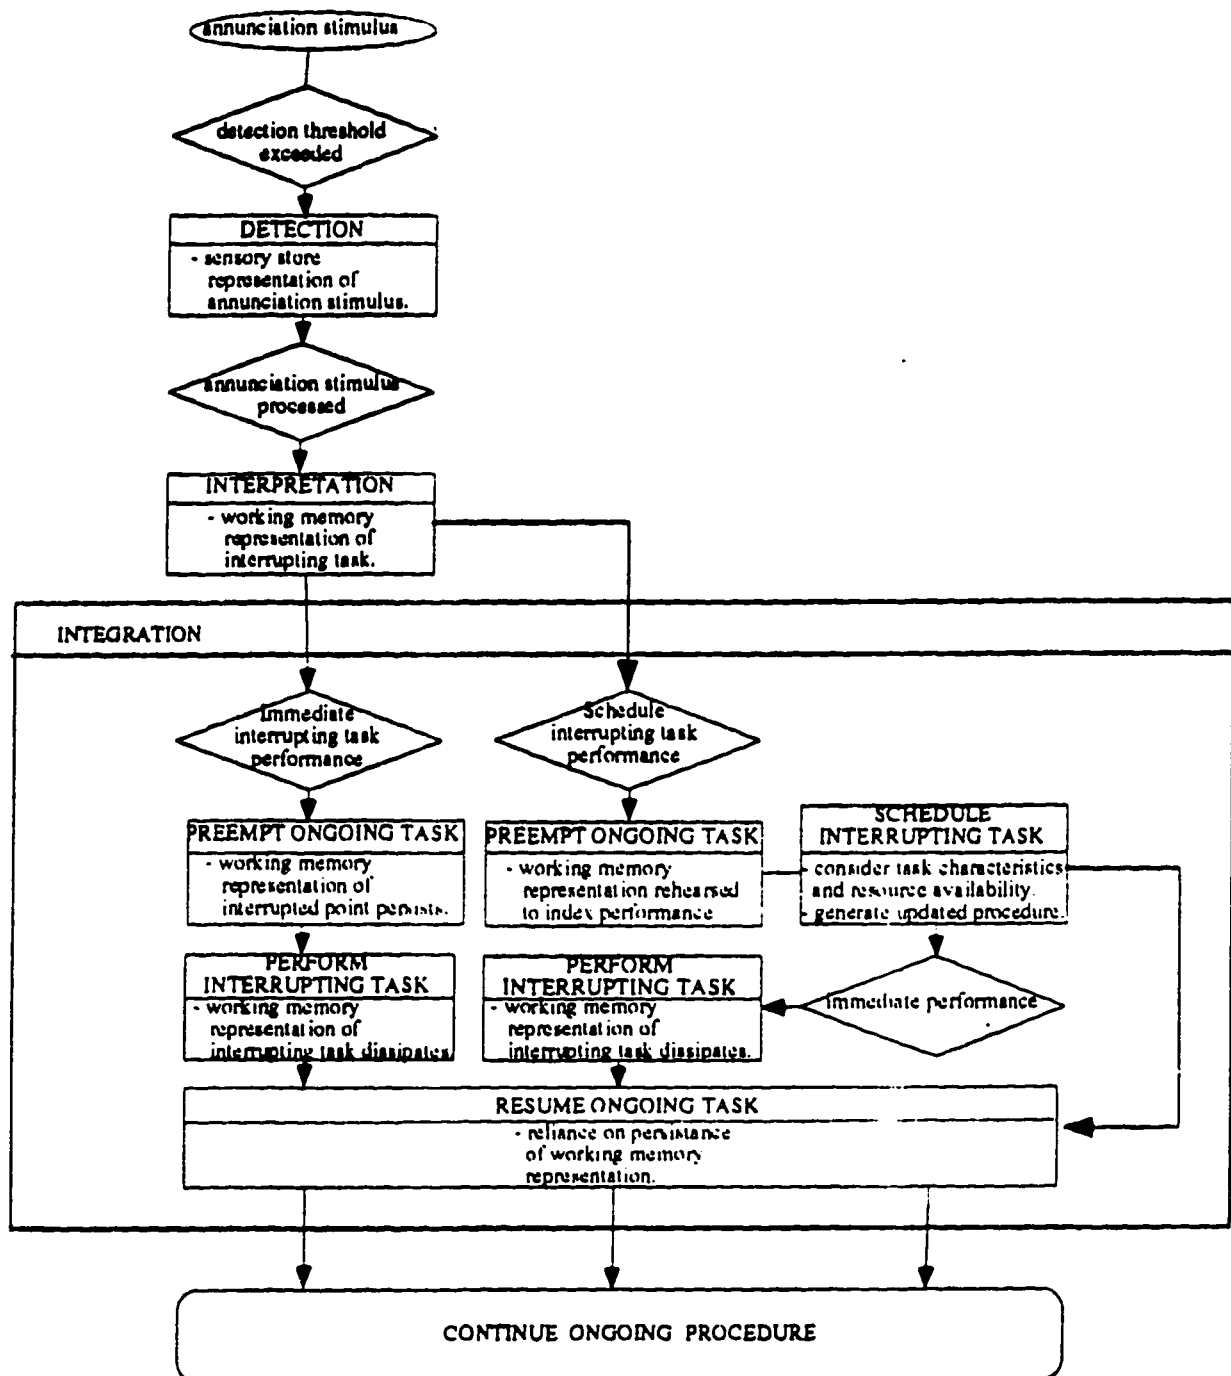 annunciation stimulus
detection threshold
exceeded
DETECTION
- sensory store
representation of
annunciation stimulus.
annunciation stimulus
processed
INTERPRETATION
- working memory
representation of
interrupting task.
INTEGRATION
Immediate
interrupting task
performance
Schedule
interrupting task
performance
PREEMPT ONGOING TASK
- working memory
representation of
interrupted point persists.
PREEMPT ONGOING TASK
- working memory
representation rehearsed
to index performance
SCHEDULE
INTERRUPTING TASK
- consider task characteristics
and resource availability.
- generate updated procedure.
PERFORM
INTERRUPTING TASK
- working memory
representation of
interrupting task dissipates.
PERFORM
INTERRUPTING TASK
- working memory
representation of
interrupting task dissipates.
Immediate performance
RESUME ONGOING TASK
- reliance on persistance
of working memory
representation.
CONTINUE ONGOING PROCEDURE